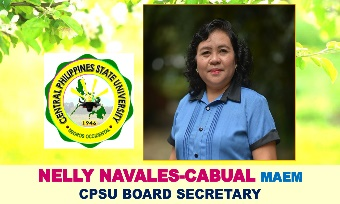 CENTRAL PHILIPPINES STATE UNIVERSITY
1946
NEGROS OCCIDENTAL
NELLY NAVALES-CABUAL MAEM
CPSU BOARD SECRETARY